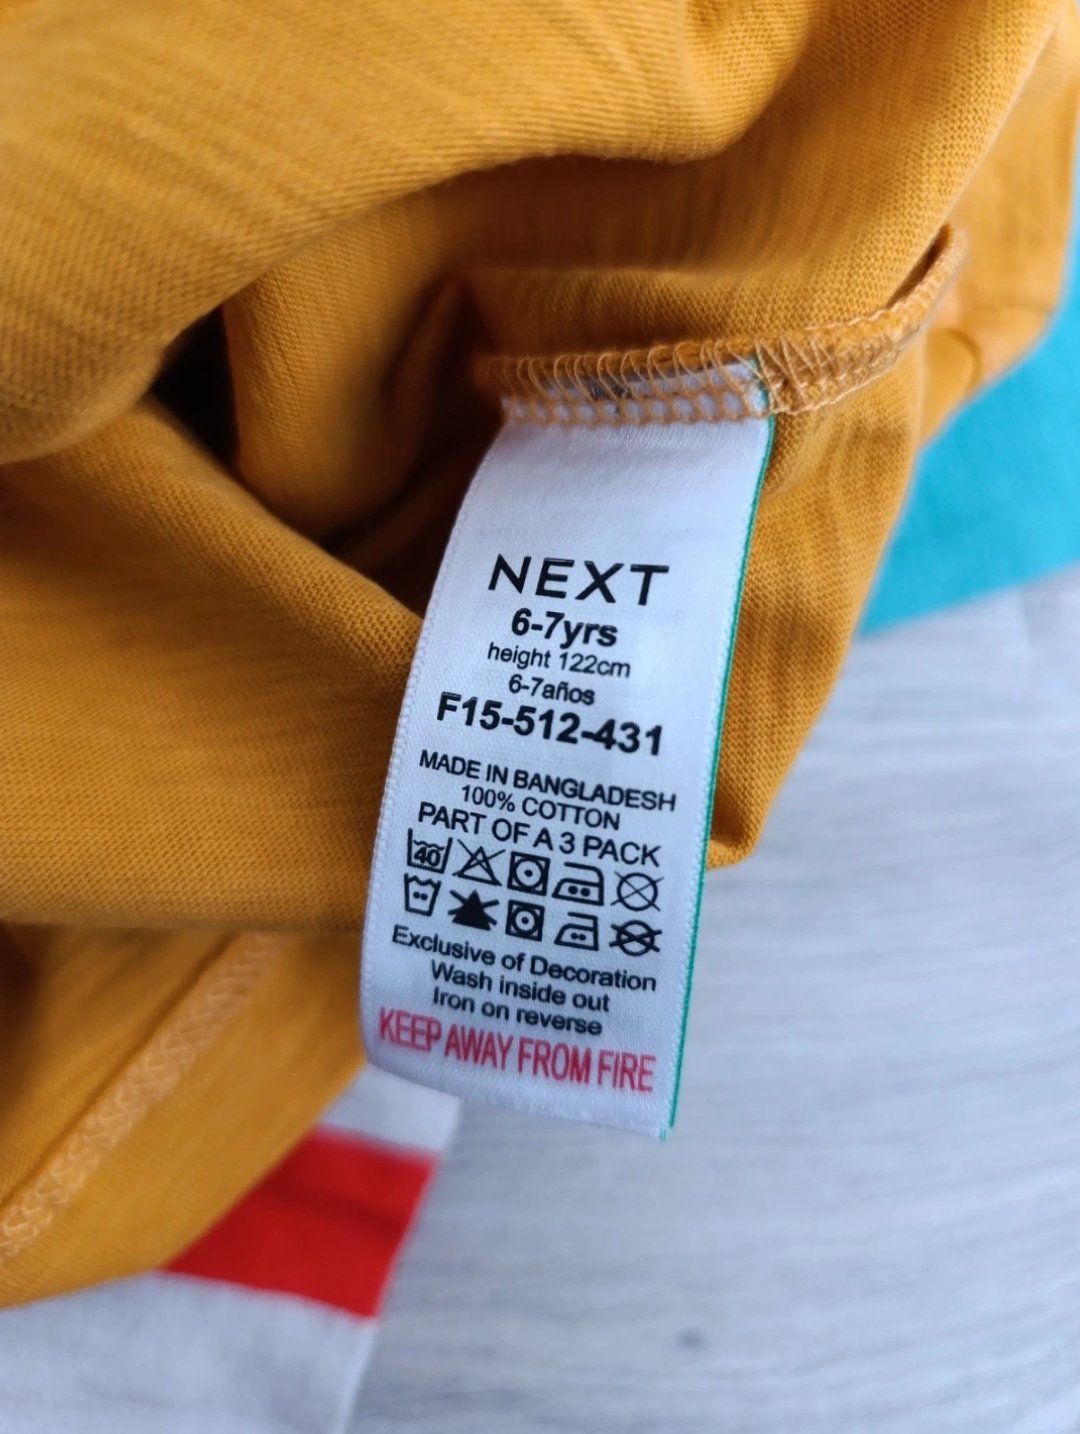 NEXT
6-7yrs
height 122cm
6-7años
F15-512-431
MADE IN BANGLADESH
100% COTTON
PART OF A 3 PACK
40
Exclusive of Decoration
Wash inside out
Iron on reverse
KEEP AWAY FROM FIRE